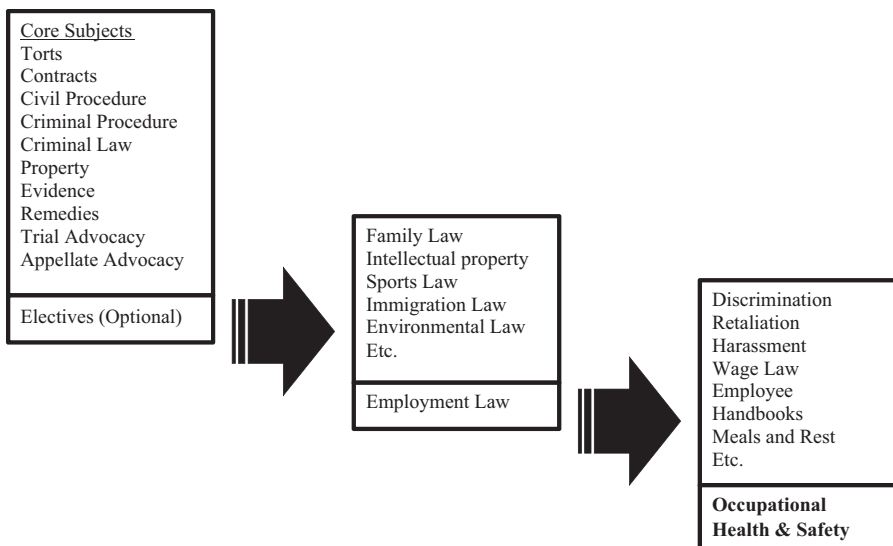 Core Subjects
Torts
Contracts
Civil Procedure
Criminal Procedure
Criminal Law
Property
Evidence
Remedies
Trial Advocacy
Appellate Advocacy
Electives (Optional)
Family Law
Intellectual property
Sports Law
Immigration Law
Environmental Law
Etc.
Employment Law
Discrimination
Retaliation
Harassment
Wage Law
Employee
Handbooks
Meals and Rest
Etc.
Occupational
Health & Safety